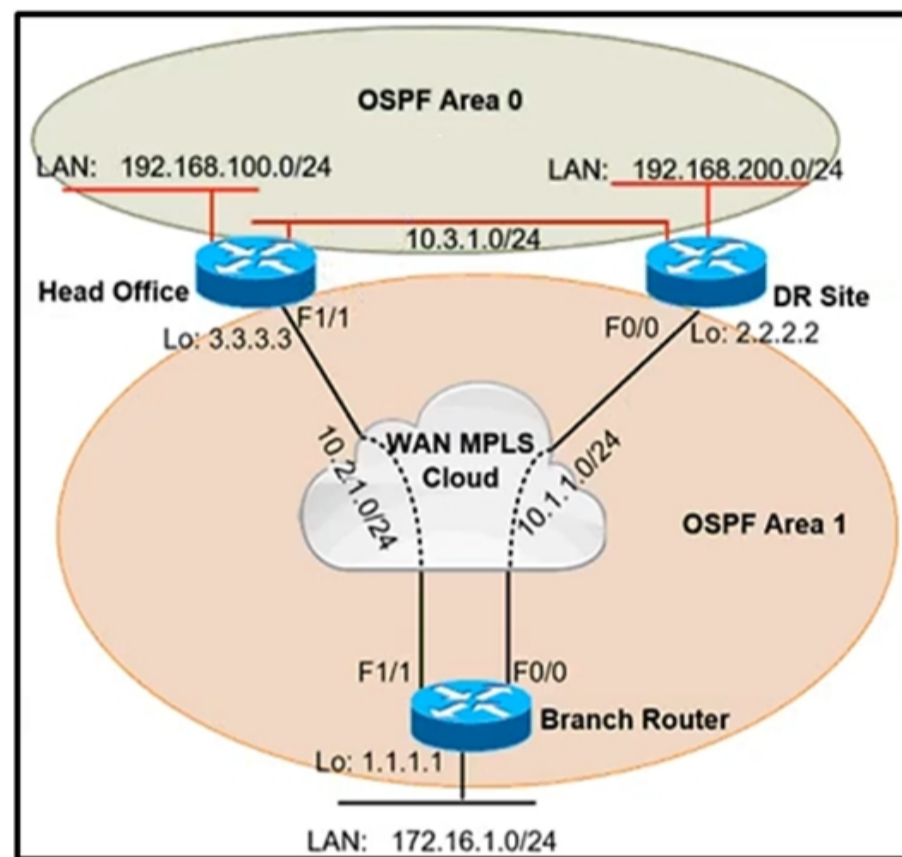 OSPF Area 0
LAN: 192.168.100.0/24
LAN: 192.168.200.0/24
10.3.1.0/24
Head Office
DR Site
F1/1
F0/0
Lo: 3.3.3.3
Lo: 2.2.2.2
WAN MPLS
Cloud
10.2.1.0/24
10.1.1.0/24
OSPF Area 1
F1/1
F0/0
Branch Router
Lo: 1.1.1.1
LAN: 172.16.1.0/24